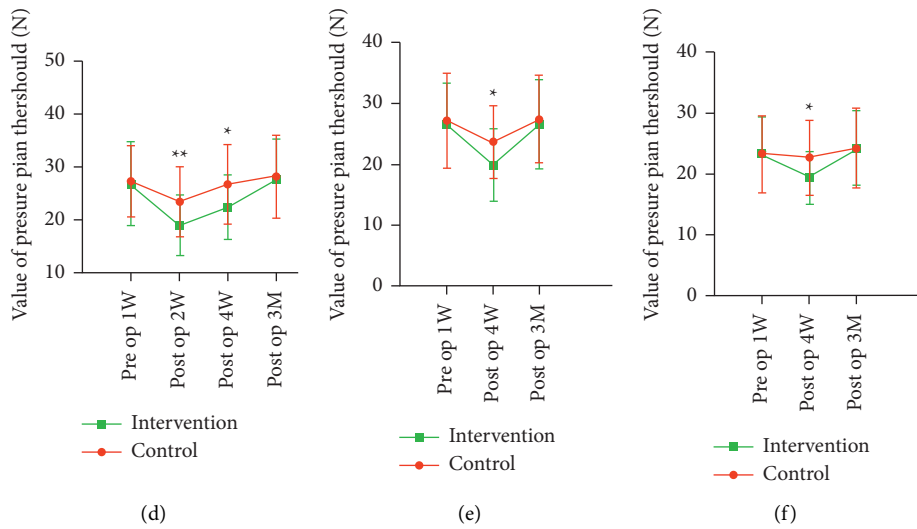 Value of presure pian thershould (N)
50
40
30
20
10
**
*
Pre op 1W
Post op 2W
Post op 4W
Post op 3M
Intervention
Control
(d)
Value of presure pian thershould (N)
40
30
20
10
0
*
Pre op 1W
Post op 4W
Post op 3M
Intervention
Control
(e)
Value of presure pian thershould (N)
40
30
20
10
0
*
Pre op 1W
Post op 4W
Post op 3M
Intervention
Control
(f)